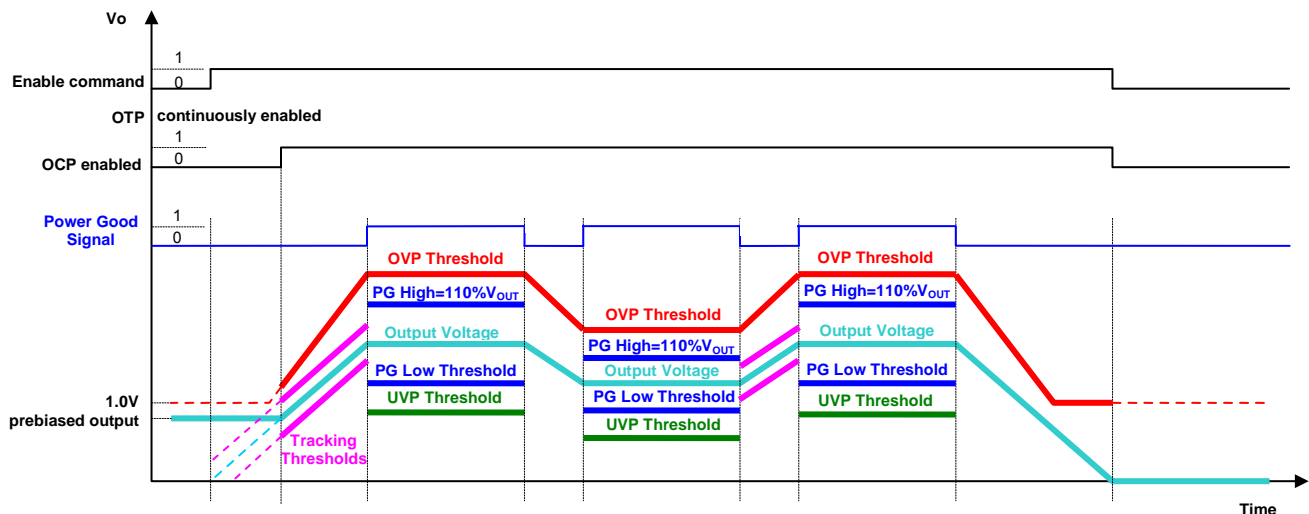 Vo
1
Enable command
0
OTP continuously enabled
1
OCP enabled
0
Power Good
Signal
1
0
OVP Threshold
PG High=110%VOUT
Output Voltage
PG Low Threshold
UVP Threshold
OVP Threshold
PG High=110%VOUT
Output Voltage
PG Low Threshold
UVP Threshold
OVP Threshold
PG High=110%VOUT
Output Voltage
PG Low Threshold
UVP Threshold
1.0V
prebiased output
Tracking
Thresholds
Time